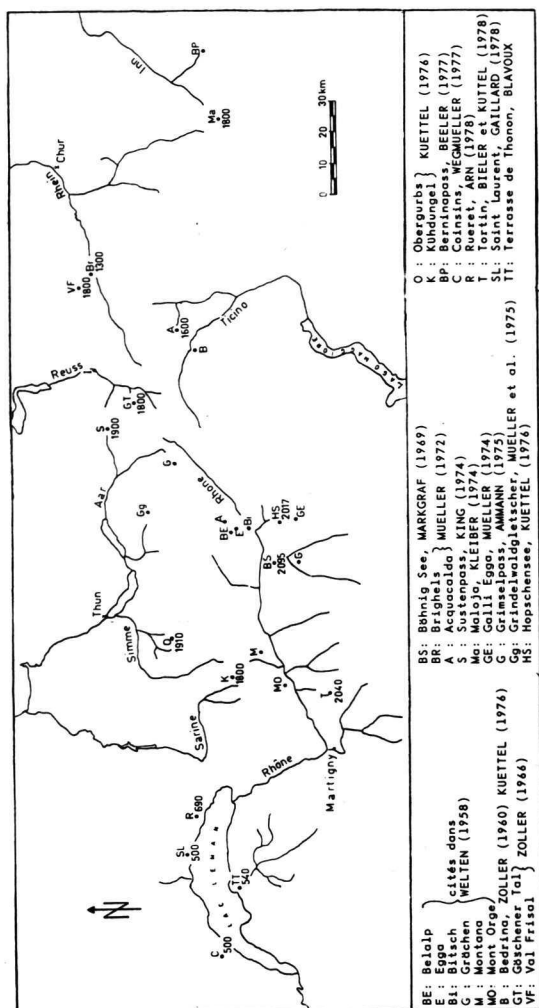 Inn
BP
Ma
1800
Rhein
Chur
Br
1300
VF
1800
0 10 20 30 km
A
1600
B
Ticino
LAGO MAGGIORE
Reuss
GT
1800
S
1900
G
Aar
Gg
Rhône
BE
A
E
Bi
HS
2017
GE
BS
2095
G
Thun
Simme
O
1910
K
1800
M
MO
T
2040
Sarine
Rhône
Martigny
R
690
SL
500
LAC LEMAN
TT
540
C
500
N
BE: Belalp
E : Egga
Bi: Bitsch
G : Grächen
M : Montana
MO: Mont Orge
cités dans
WELTEN (1958)
B : Bedrina, ZOLLER (1960) KUETTEL (1976)
GT: Göschener Tal
VF: Val Frisal
ZOLLER (1966)
BS: Böhnig See, MARKGRAF (1969)
BR: Brighels
A : Acquacalda
MUELLER (1972)
S : Sustenpass, KING (1974)
Ma: Maloja, KLEIBER (1974)
GE: Galli Egga, MUELLER (1974)
G : Grimselpass, AMMANN (1975)
Gg: Grindelwaldgletscher, MUELLER et al. (1975)
HS: Hopschensee, KUETTEL (1976)
O : Obergurbs
K : Kühdungel
KUETTEL (1976)
BP: Berninapass, BEELER (1977)
C : Coinsins, WEGMUELLER (1977)
R : Rueret, ARN (1978)
T : Tortin, BIELER et KUTTEL (1978)
SL: Saint Laurent, GAILLARD (1978)
TT: Terrasse de Thonon, BLAVOUX